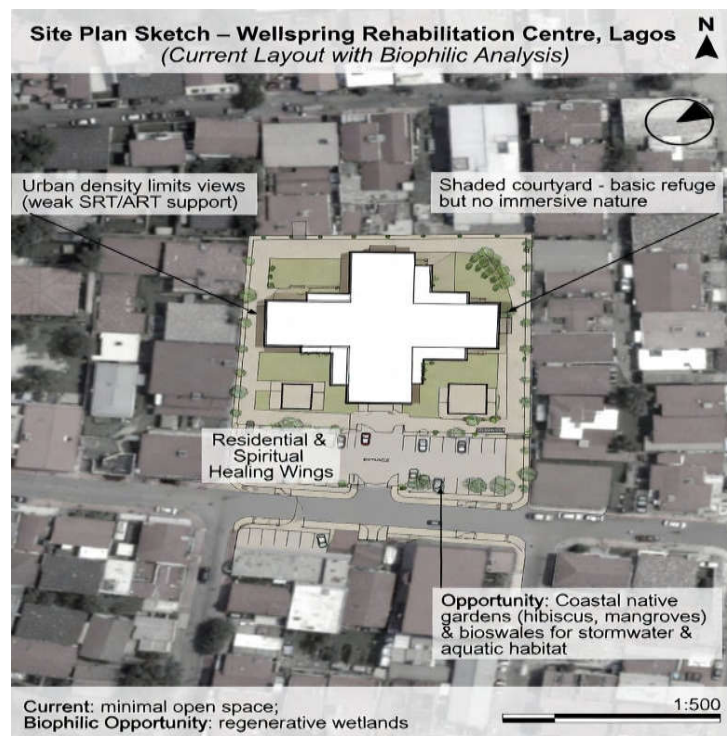 Site Plan Sketch – Wellspring Rehabilitation Centre, Lagos
(Current Layout with Biophilic Analysis)
N
Urban density limits views
(weak SRT/ART support)
Shaded courtyard - basic refuge
but no immersive nature
Residential &
Spiritual
Healing Wings
ENTRANCE
Opportunity: Coastal native
gardens (hibiscus, mangroves)
& bioswales for stormwater &
aquatic habitat
Current: minimal open space;
Biophilic Opportunity: regenerative wetlands
1:500